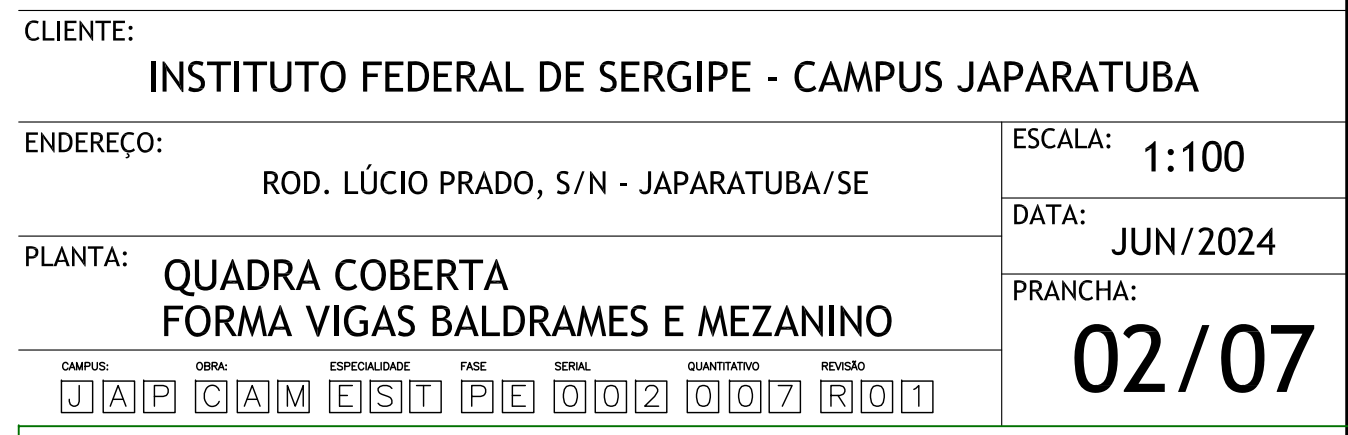 CLIENTE:
INSTITUTO FEDERAL DE SERGIPE - CAMPUS JAPARATUBA
ENDEREÇO:
ROD. LÚCIO PRADO, S/N - JAPARATUBA/SE
ESCALA:
1:100
DATA:
JUN/2024
PLANTA:
QUADRA COBERTA
FORMA VIGAS BALDRAMES E MEZANINO
PRANCHA:
02/07
CAMPUS: OBRA: ESPECIALIDADE FASE SERIAL QUANTITATIVO REVISÃO
JAP CAM EST PE 002 007 R01